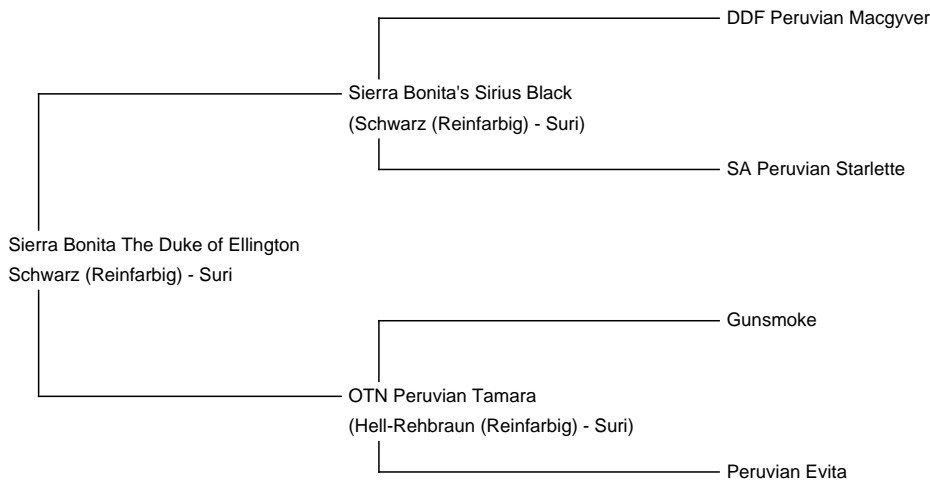 DDF Peruvian Macgyver
Sierra Bonita's Sirius Black
(Schwarz (Reinfarbig) - Suri)
SA Peruvian Starlette
Sierra Bonita The Duke of Ellington
Schwarz (Reinfarbig) - Suri
Gunsmoke
OTN Peruvian Tamara
(Hell-Rehbraun (Reinfarbig) - Suri)
Peruvian Evita